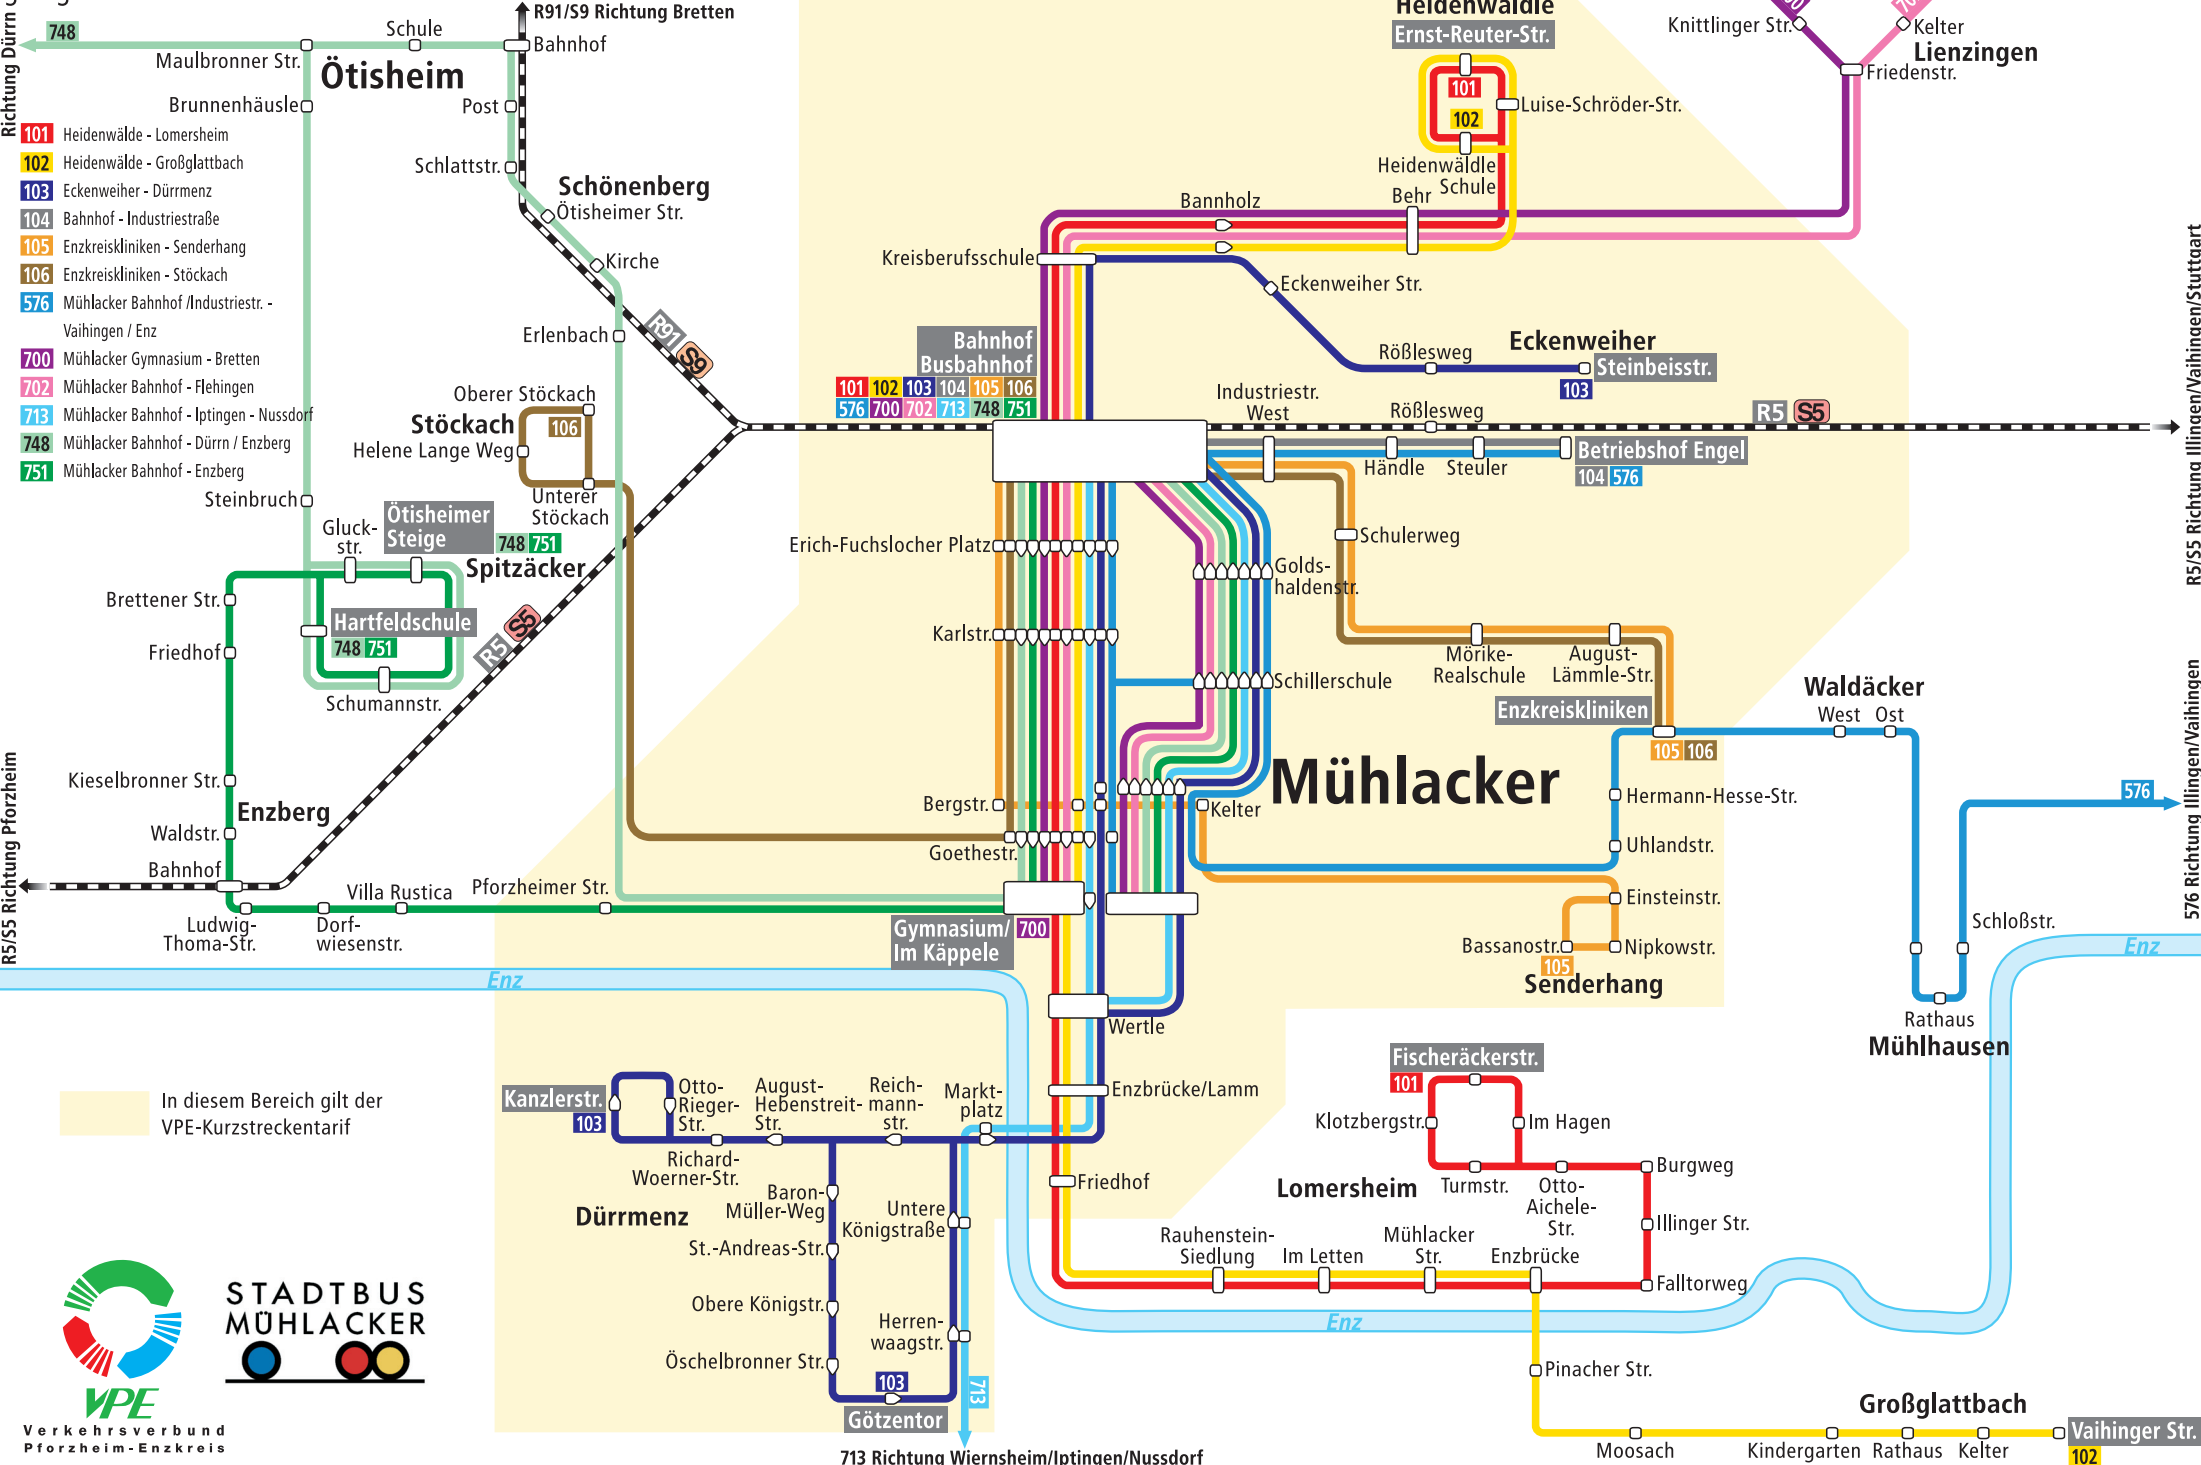 R91/S9 Richtung Bretten
Richtung Dürrn
748
Schule
Bahnhof
Maulbronner Str.
Ötisheim
Brunnenhäusle
Post
Schlattstr.
101 Heidenwälde - Lomersheim
102 Heidenwälde - Großglattbach
103 Eckenweiher - Dürrmenz
104 Bahnhof - Industriestraße
105 Enzkreiskliniken - Senderhang
106 Enzkreiskliniken - Stöckach
576 Mühlacker Bahnhof /Industriestr. -
Vaihingen / Enz
700 Mühlacker Gymnasium - Bretten
702 Mühlacker Bahnhof - Flehingen
713 Mühlacker Bahnhof - Iptingen - Nussdorf
748 Mühlacker Bahnhof - Dürrn / Enzberg
751 Mühlacker Bahnhof - Enzberg
Schönenberg
Ötisheimer Str.
Kirche
Erlenbach
R91 S9
Oberer Stöckach
Stöckach
106
Helene Lange Weg
Unterer
Stöckach
Steinbruch
Gluck-
str.
Ötisheimer
Steige
748 751
Spitzäcker
Brettener Str.
Hartfeldschule
748 751
Friedhof
Schumannstr.
R5 S5
Kieselbronner Str.
Enzberg
Waldstr.
Bahnhof
R5/S5 Richtung Pforzheim
Ludwig-
Thoma-Str.
Dorf-
wiesenstr.
Villa Rustica
Pforzheimer Str.
Heidenwäldle
Ernst-Reuter-Str.
101
102
Luise-Schröder-Str.
Heidenwäldle
Schule
Knittlinger Str.
Kelter
Lienzingen
Friedenstr.
Bannholz
Behr
Kreisberufsschule
Eckenweiher Str.
Eckenweiher
Rößlesweg
Steinbeisstr.
103
Bahnhof
Busbahnhof
101 102 103 104 105 106
576 700 702 713 748 751
Industriestr.
West
Rößlesweg
R5 S5
R5/S5 Richtung Illingen/Vaihingen/Stuttart
Händle
Steuler
Betriebshof Engel
104 576
Erich-Fuchslocher Platz
Golds-
haldenstr.
Schulerweg
Karlstr.
Schillerschule
Mörike-
Realschule
August-
Lämmle-Str.
Enzkreiskliniken
105 106
Waldäcker
West
Ost
Mühlacker
Bergstr.
Kelter
Goethestr.
Hermann-Hesse-Str.
Uhlandstr.
576
576 Richtung Illingen/Vaihingen
Gymnasium/
Im Käppele
700
Einsteinstr.
Bassanostr.
Nipkowstr.
105
Senderhang
Schloßstr.
Enz
Enz
Rathaus
Mühlhausen
Wertle
In diesem Bereich gilt der
VPE-Kurzstreckentarif
Kanzlerstr.
103
Otto-
Rieger-
Str.
August-
Hebenstreit-
Str.
Reich-
mann-
str.
Markt-
platz
Enzbrücke/Lamm
Richard-
Woerner-Str.
Baron-
Müller-Weg
Dürrmenz
Untere
Königstraße
St.-Andreas-Str.
Obere Königstr.
Herren-
waagstr.
Öschelbronner Str.
103
Götzentor
713
713 Richtung Wiernsheim/Iptingen/Nussdorf
Friedhof
Fischeräckerstr.
101
Klotzbergstr.
Im Hagen
Lomersheim
Turmstr.
Otto-
Aichele-
Str.
Burgweg
Illinger Str.
Falltorweg
Rauhenstein-
Siedlung
Im Letten
Mühlacker
Str.
Enzbrücke
Enz
Pinacher Str.
Großglattbach
Moosach
Kindergarten
Rathaus
Kelter
Vaihinger Str.
102
VPE
Verkehrsverbund
Pforzheim-Enzkreis
STADTBUS
MÜHLACKER